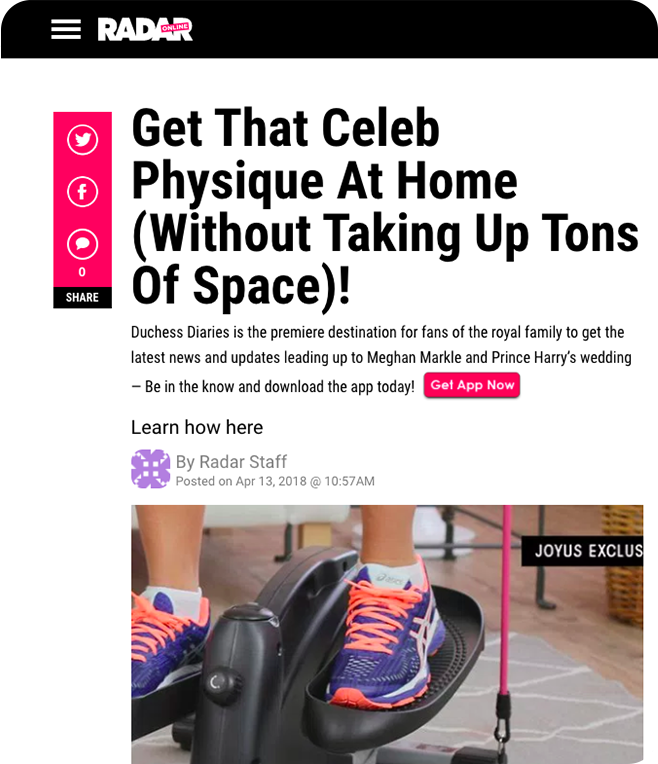 RADAR ONLINE
Get That Celeb
Physique At Home
(Without Taking Up Tons
Of Space)!
0
SHARE
Duchess Diaries is the premiere destination for fans of the royal family to get the
latest news and updates leading up to Meghan Markle and Prince Harry's wedding
– Be in the know and download the app today! Get App Now
Learn how here
By Radar Staff
Posted on Apr 13, 2018 @ 10:57AM
JOYUS EXCLUS
asics